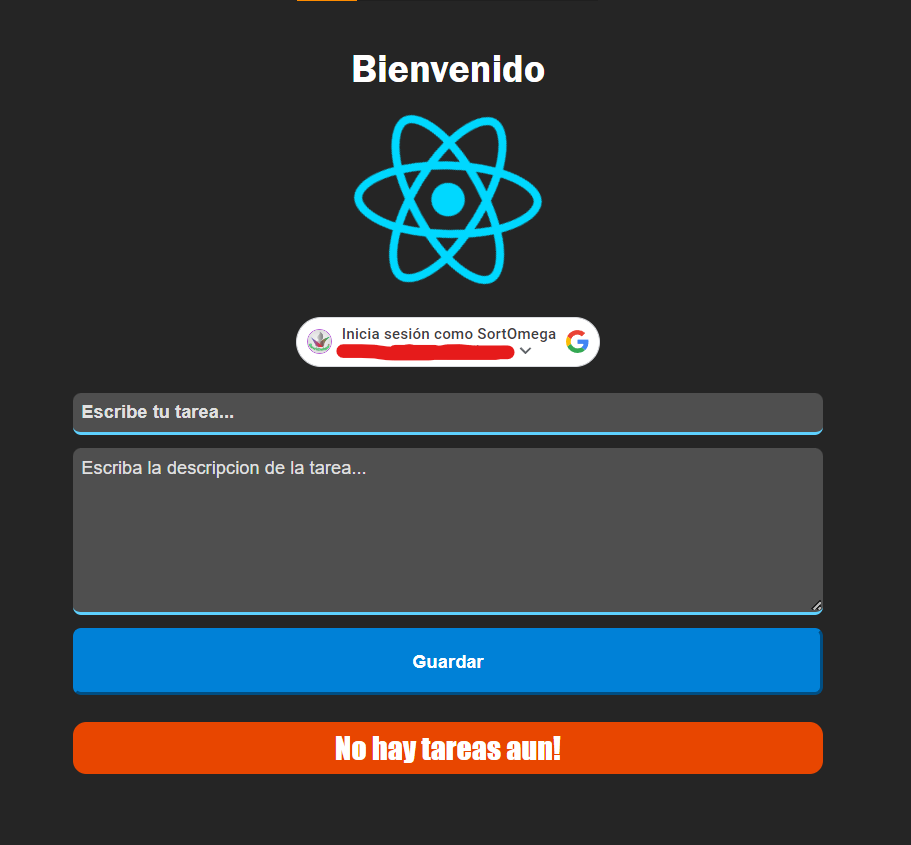 Bienvenido
Inicia sesión como SortOmega
Escribe tu tarea...
Escriba la descripcion de la tarea...
Guardar
No hay tareas aun!